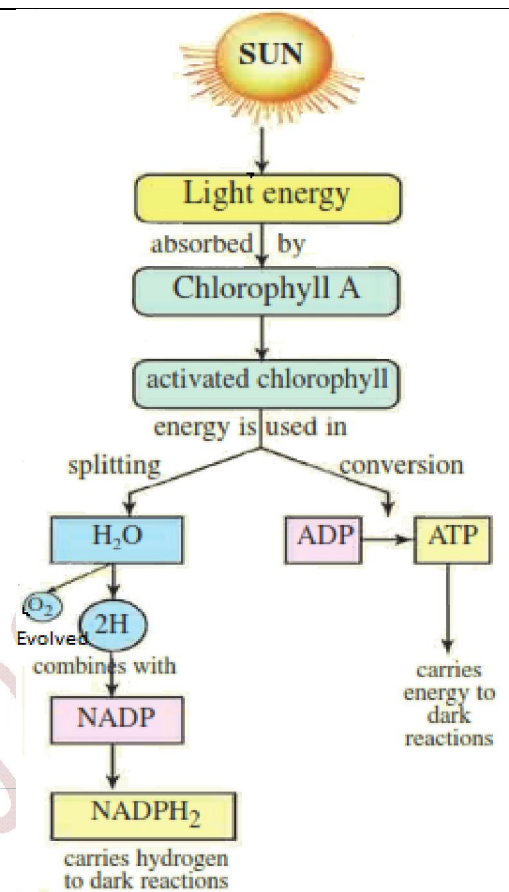 SUN
Light energy
absorbed by
Chlorophyll A
activated chlorophyll
energy is used in
splitting
conversion
H₂O
ADP
ATP
O₂
Evolved
2H
combines with
NADP
NADPH₂
carries hydrogen
to dark reactions
carries
energy to
dark
reactions